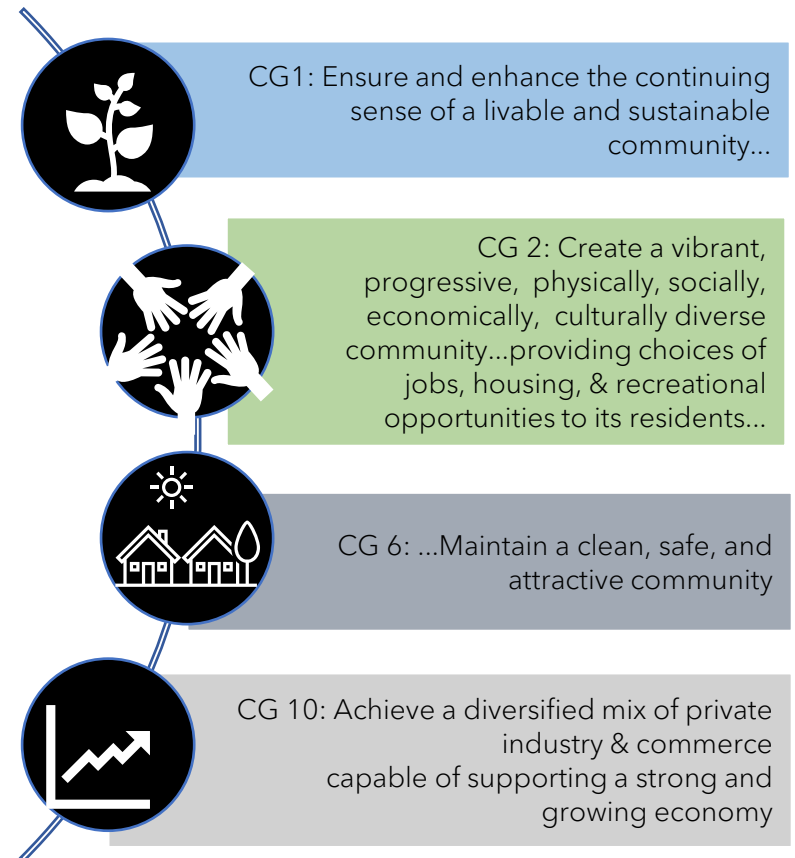 CG1: Ensure and enhance the continuing
sense of a livable and sustainable
community...
CG 2: Create a vibrant,
progressive,  physically, socially,
economically,  culturally diverse
community...providing choices of
jobs, housing, & recreational
opportunities to its residents...
CG 6: ...Maintain a clean, safe, and
attractive community
CG 10: Achieve a diversified mix of private
industry & commerce
capable of supporting a strong and
growing economy